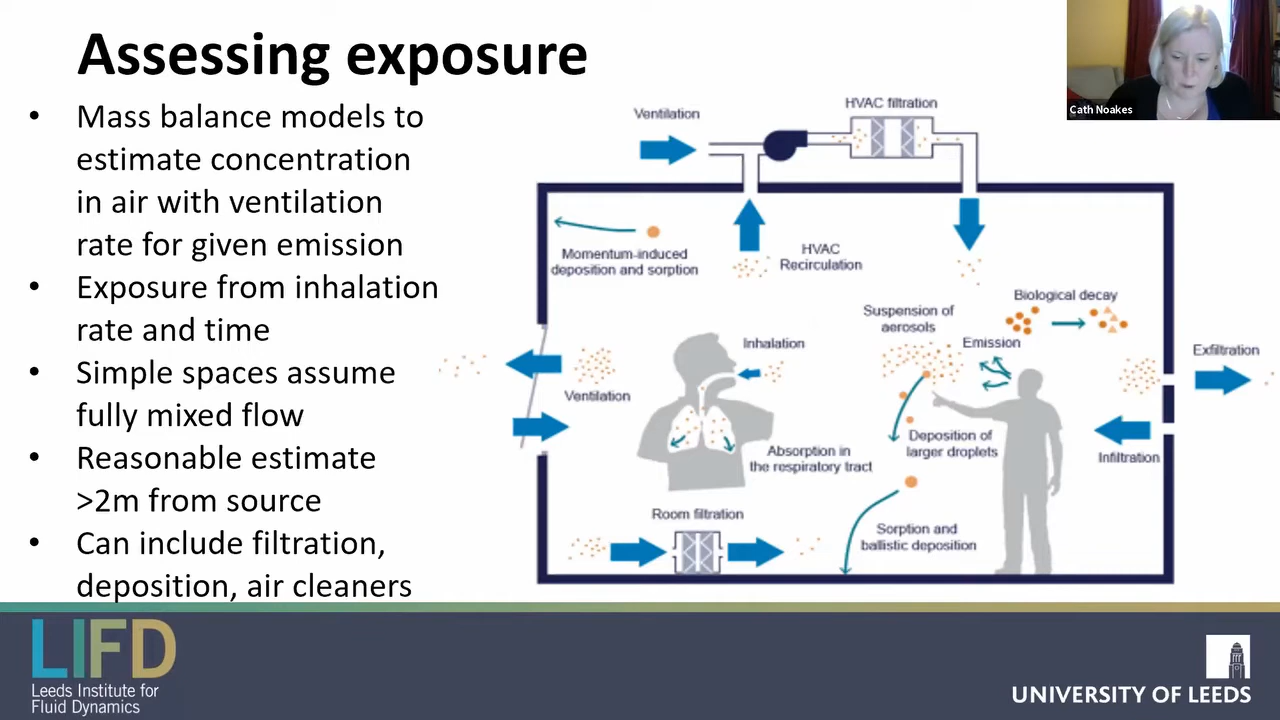 Assessing exposure
• Mass balance models to
estimate concentration
in air with ventilation
rate for given emission
• Exposure from inhalation
rate and time
• Simple spaces assume
fully mixed flow
• Reasonable estimate
>2m from source
• Can include filtration,
deposition, air cleaners
Cath Noakes
Ventilation
HVAC filtration
Momentum-induced
deposition and sorption
HVAC
Recirculation
Suspension of
aerosols
Biological decay
Emission
Inhalation
Exfiltration
Ventilation
Absorption in
the respiratory tract
Deposition of
larger droplets
Infiltration
Room filtration
Sorption and
ballistic deposition
LIFD
Leeds Institute for
Fluid Dynamics
UNIVERSITY OF LEEDS